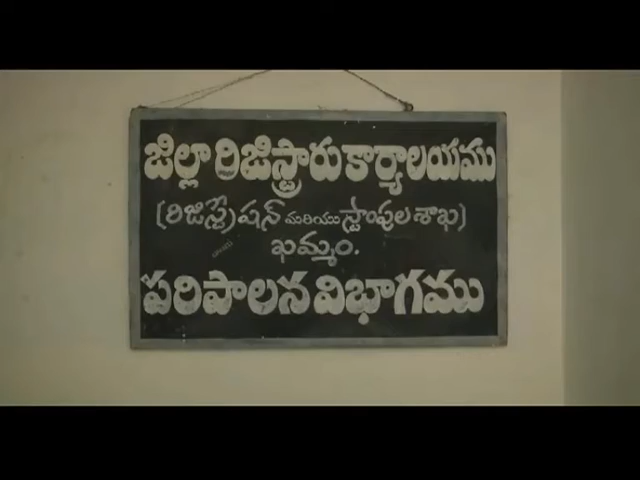 జిల్లా రిజిస్ట్రారు కార్యాలయము
(రిజిస్ట్రేషన్ మరియు స్టాంపుల శాఖ)
ఖమ్మం.
పరిపాలన విభాగము